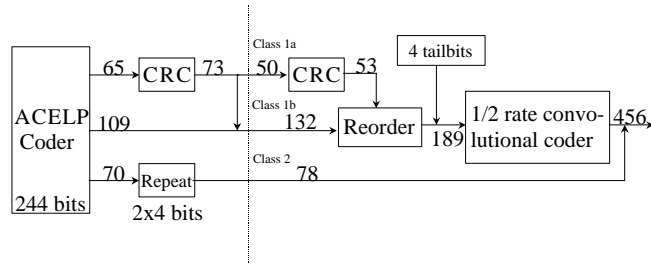 4 tailbits
Class 1a
65
CRC
73
50
CRC
53
ACELP
Coder
109
Class 1b
132
Reorder
189
1/2 rate convo-
lutional coder
456
70
Repeat
Class 2
78
244 bits
2x4 bits